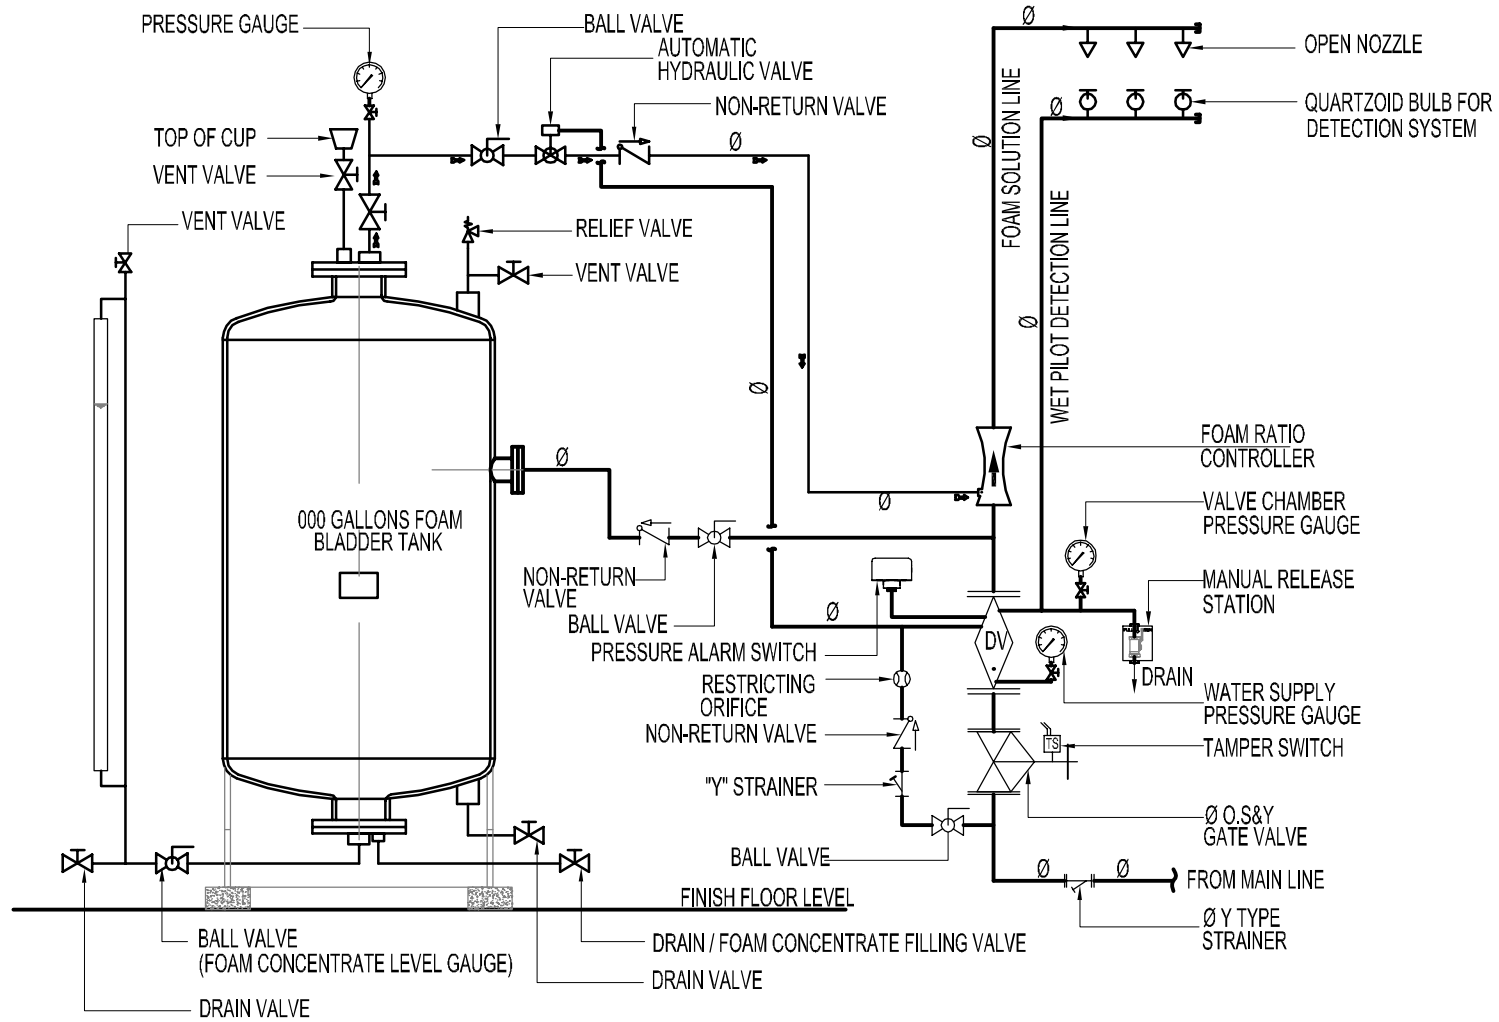 PRESSURE GAUGE
BALL VALVE
AUTOMATIC
HYDRAULIC VALVE
NON-RETURN VALVE
Ø
OPEN NOZZLE
QUARTZOID BULB FOR
DETECTION SYSTEM
Ø
TOP OF CUP
VENT VALVE
Ø
Ø
VENT VALVE
RELIEF VALVE
VENT VALVE
FOAM SOLUTION LINE
WET PILOT DETECTION LINE
Ø
Ø
FOAM RATIO
CONTROLLER
Ø
Ø
VALVE CHAMBER
PRESSURE GAUGE
000 GALLONS FOAM
BLADDER TANK
NON-RETURN
VALVE
BALL VALVE
MANUAL RELEASE
STATION
Ø
DV
PRESSURE ALARM SWITCH
DRAIN
RESTRICTING
ORIFICE
WATER SUPPLY
PRESSURE GAUGE
NON-RETURN VALVE
TS
TAMPER SWITCH
"Y" STRAINER
Ø O.S&Y
GATE VALVE
BALL VALVE
Ø
Ø
FROM MAIN LINE
FINISH FLOOR LEVEL
Ø Y TYPE
STRAINER
BALL VALVE
(FOAM CONCENTRATE LEVEL GAUGE)
DRAIN / FOAM CONCENTRATE FILLING VALVE
DRAIN VALVE
DRAIN VALVE